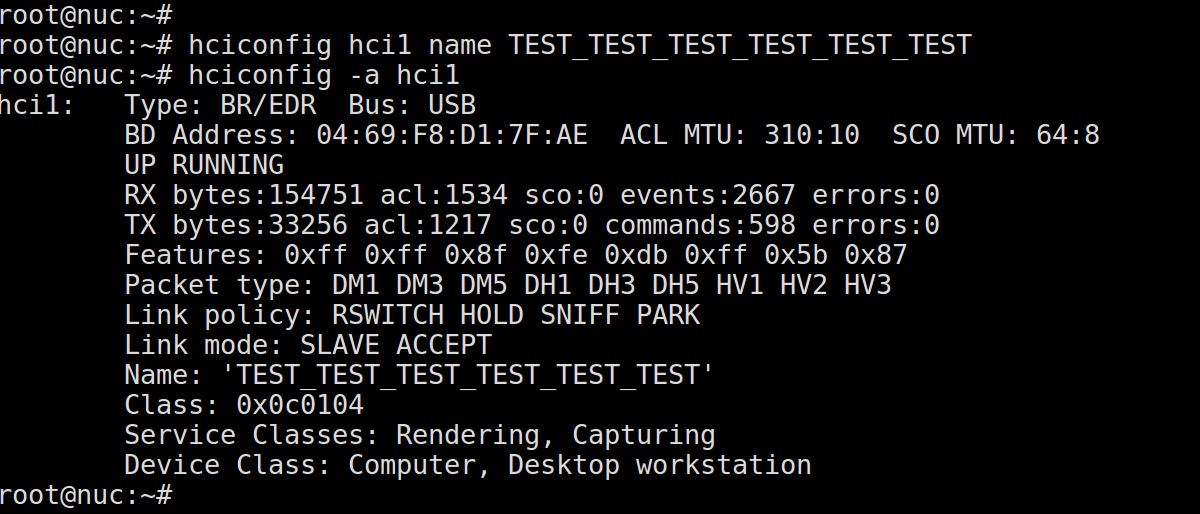 root@nuc:~#
root@nuc:~# hciconfig hci1 name TEST_TEST_TEST_TEST_TEST_TEST
root@nuc:~# hciconfig -a hci1
hci1:   Type: BR/EDR  Bus: USB
        BD Address: 04:69:F8:D1:7F:AE  ACL MTU: 310:10  SCO MTU: 64:8
        UP RUNNING
        RX bytes:154751 acl:1534 sco:0 events:2667 errors:0
        TX bytes:33256 acl:1217 sco:0 commands:598 errors:0
        Features: 0xff 0xff 0x8f 0xfe 0xdb 0xff 0x5b 0x87
        Packet type: DM1 DM3 DM5 DH1 DH3 DH5 HV1 HV2 HV3
        Link policy: RSWITCH HOLD SNIFF PARK
        Link mode: SLAVE ACCEPT
        Name: 'TEST_TEST_TEST_TEST_TEST_TEST'
        Class: 0x0c0104
        Service Classes: Rendering, Capturing
        Device Class: Computer, Desktop workstation
root@nuc:~#